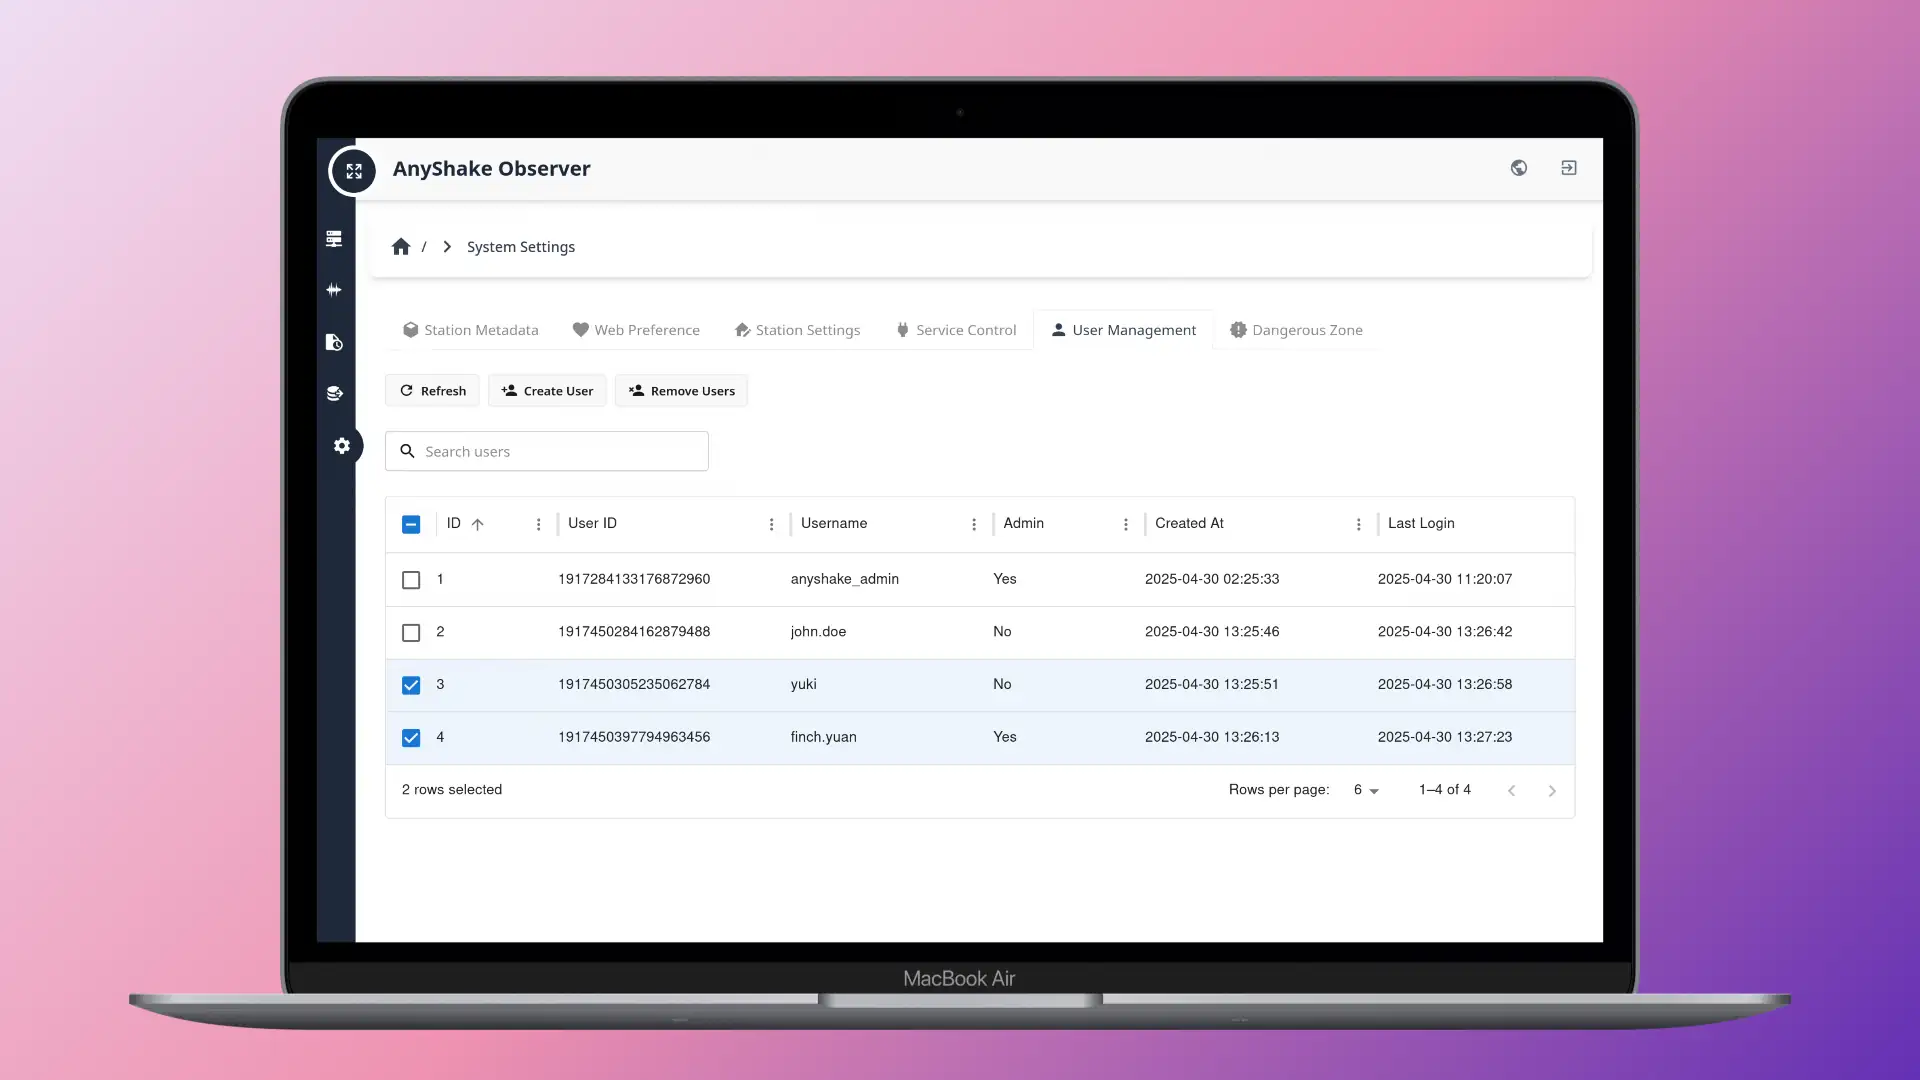 AnyShake Observer
/ System Settings
Station Metadata Web Preference Station Settings Service Control User Management Dangerous Zone
Refresh Create User Remove Users
Search users
ID User ID Username Admin Created At Last Login
1 1917284133176872960 anyshake_admin Yes 2025-04-30 02:25:33 2025-04-30 11:20:07
2 1917450284162879488 john.doe No 2025-04-30 13:25:46 2025-04-30 13:26:42
3 1917450305235062784 yuki No 2025-04-30 13:25:51 2025-04-30 13:26:58
4 1917450397794963456 finch.yuan Yes 2025-04-30 13:26:13 2025-04-30 13:27:23
2 rows selected Rows per page: 6 1–4 of 4
MacBook Air